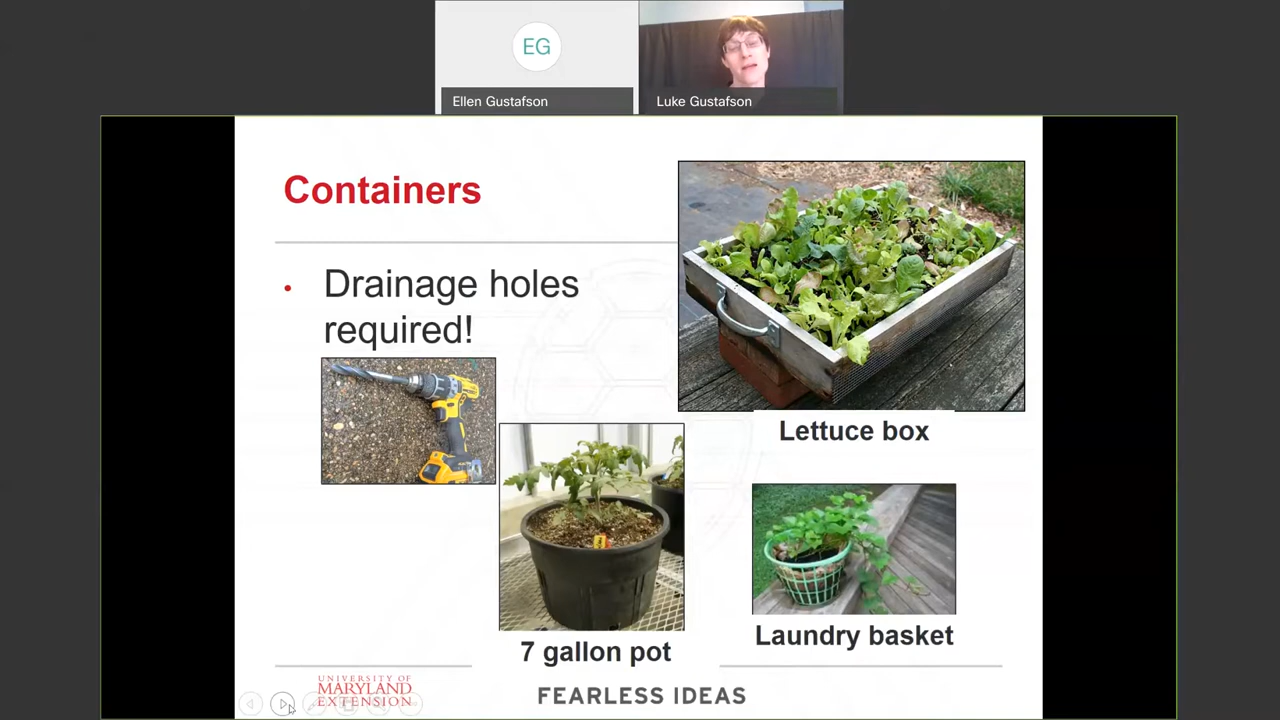 EG
Ellen Gustafson
Luke Gustafson
Containers
• Drainage holes
required!
Lettuce box
7 gallon pot
Laundry basket
UNIVERSITY OF
MARYLAND
EXTENSION
FEARLESS IDEAS